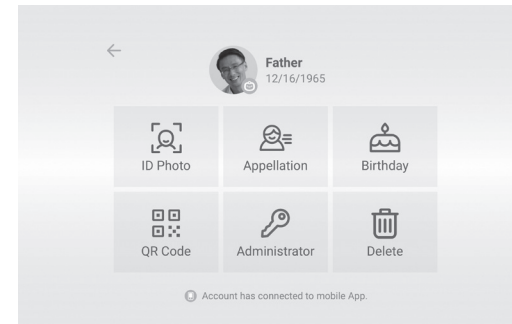 Father
12/16/1965
ID Photo
Appellation
Birthday
QR Code
Administrator
Delete
Account has connected to mobile App.